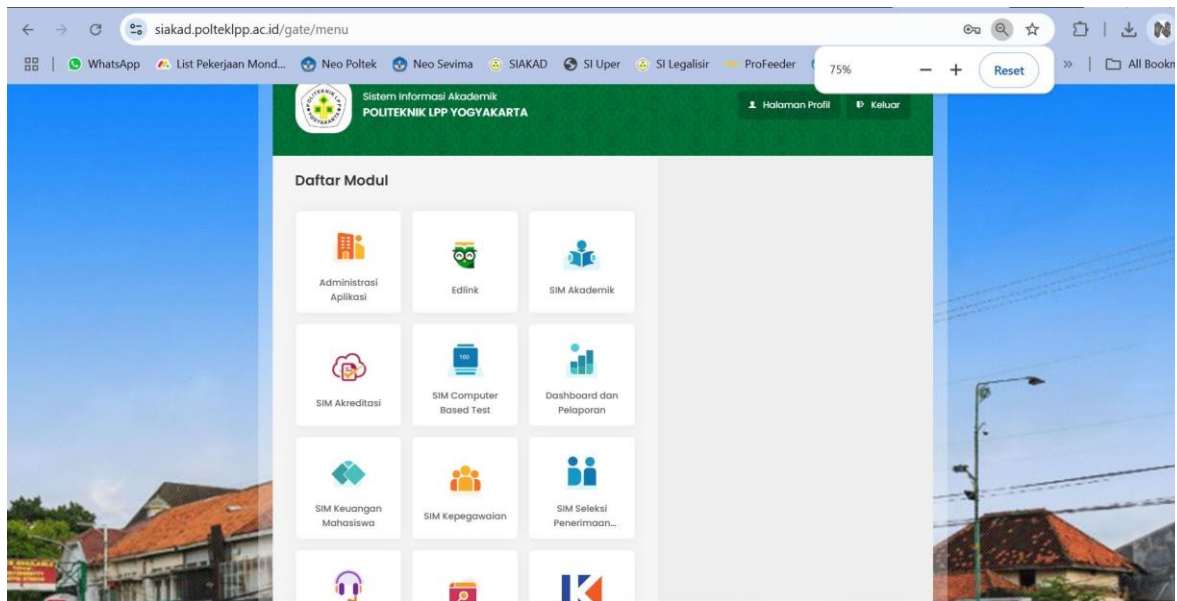 siakad.polteklpp.ac.id/gate/menu
WhatsApp
List Pekerjaan Mond...
Neo Poltek
Neo Sevima
SIAKAD
SI Uper
SI Legalisir
ProFeeder
75%
Reset
»
All Bookm
Sistem Informasi Akademik
POLITEKNIK LPP YOGYAKARTA
Halaman Profil
Keluar
Daftar Modul
Administrasi
Aplikasi
Edlink
SIM Akademik
SIM Akreditasi
100
SIM Computer
Based Test
Dashboard dan
Pelaporan
SIM Keuangan
Mahasiswa
SIM Kepegawaian
SIM Seleksi
Penerimaan...